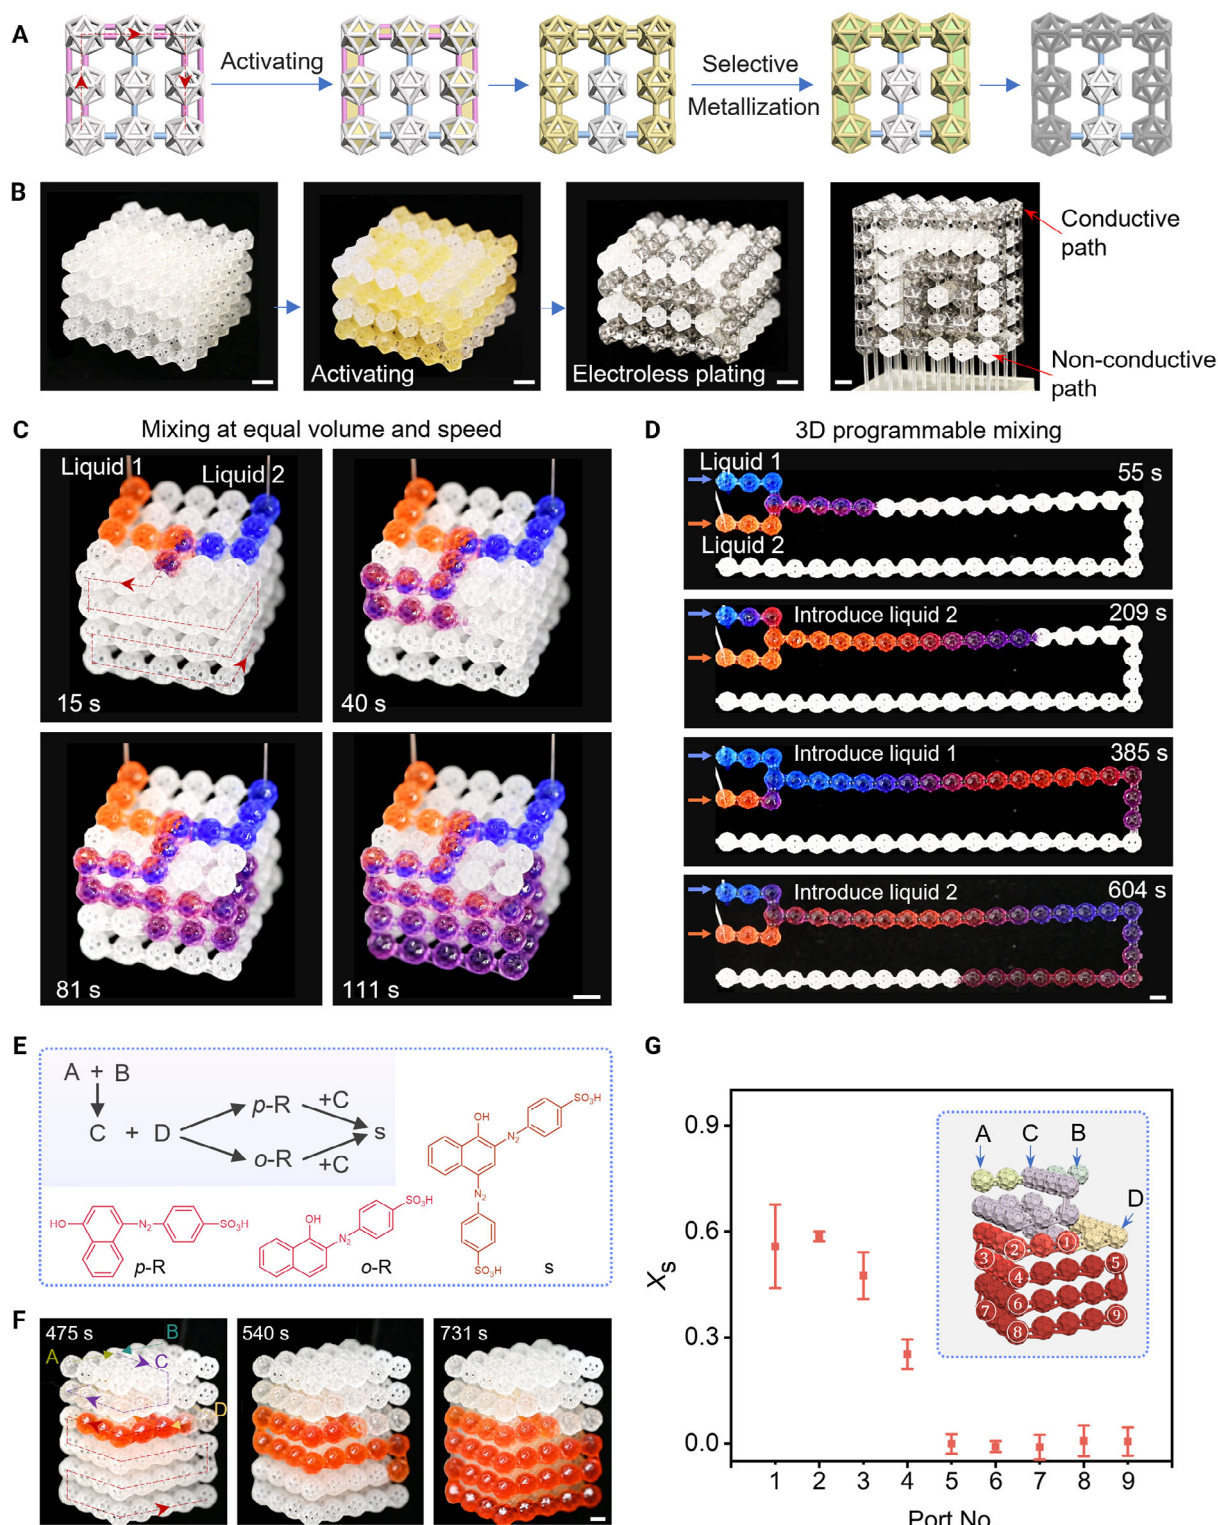 A
Activating
Selective
Metallization
B
Activating
Electroless plating
Conductive
path
Non-conductive
path
C
Mixing at equal volume and speed
Liquid 1
Liquid 2
15 s
40 s
81 s
111 s
D
3D programmable mixing
Liquid 1
55 s
Liquid 2
Introduce liquid 2
209 s
Introduce liquid 1
385 s
Introduce liquid 2
604 s
E
A + B
C + D
p-R
+C
o-R
+C
s
HO
N2
SO3H
p-R
OH
N2
SO3H
o-R
OH
N2
SO3H
N2
SO3H
s
F
475 s
A
B
C
D
540 s
731 s
G
Xs
0.9
0.6
0.3
0.0
1 2 3 4 5 6 7 8 9
Port No.
A
C
B
D
1
2
3
4
5
6
7
8
9